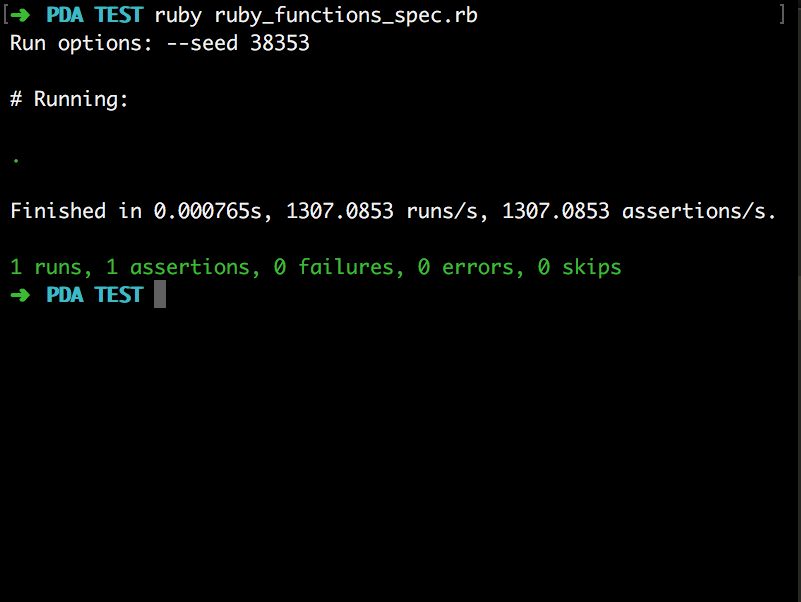 [➜ PDA TEST ruby ruby_functions_spec.rb ]
Run options: --seed 38353
# Running:
.
Finished in 0.000765s, 1307.0853 runs/s, 1307.0853 assertions/s.
1 runs, 1 assertions, 0 failures, 0 errors, 0 skips
➜ PDA TEST